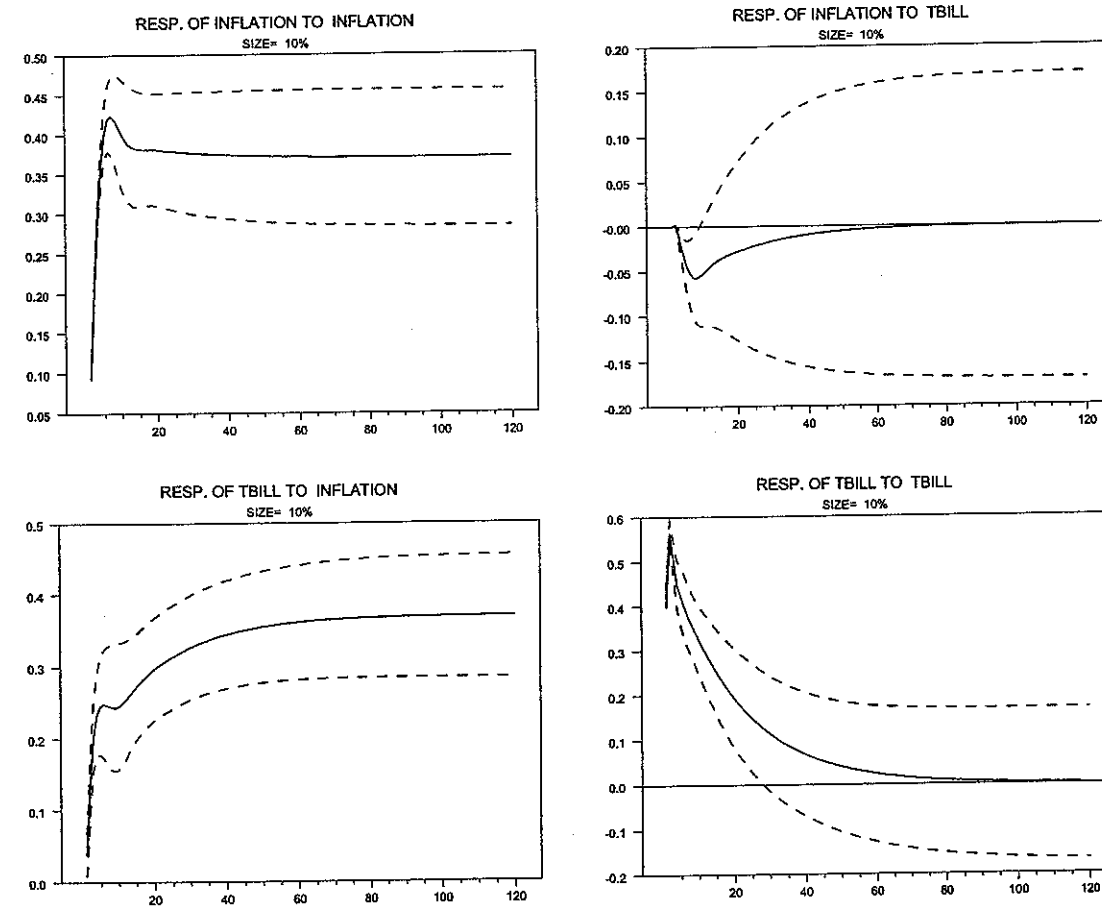 RESP. OF INFLATION TO INFLATION
SIZE= 10%
0.50
0.45
0.40
0.35
0.30
0.25
0.20
0.15
0.10
0.05
20 40 60 80 100 120
RESP. OF INFLATION TO TBILL
SIZE= 10%
0.20
0.15
0.10
0.05
-0.00
-0.05
-0.10
-0.15
-0.20
20 40 60 80 100 120
RESP. OF TBILL TO INFLATION
SIZE= 10%
0.5
0.4
0.3
0.2
0.1
0.0
20 40 60 80 100 120
RESP. OF TBILL TO TBILL
SIZE= 10%
0.6
0.5
0.4
0.3
0.2
0.1
0.0
-0.1
-0.2
20 40 60 80 100 120